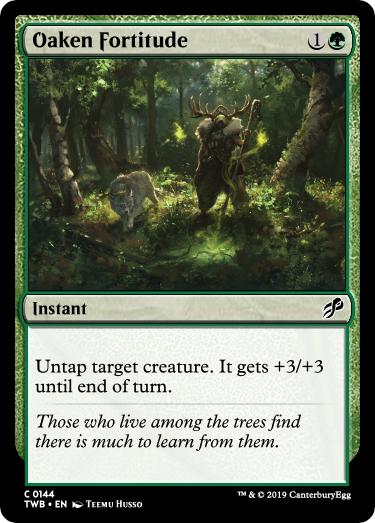 Oaken Fortitude 1
Instant
Untap target creature. It gets +3/+3
until end of turn.
Those who live among the trees find
there is much to learn from them.
C 0144
TWB • EN Teemu Husso
™ & © 2019 CanterburyEgg